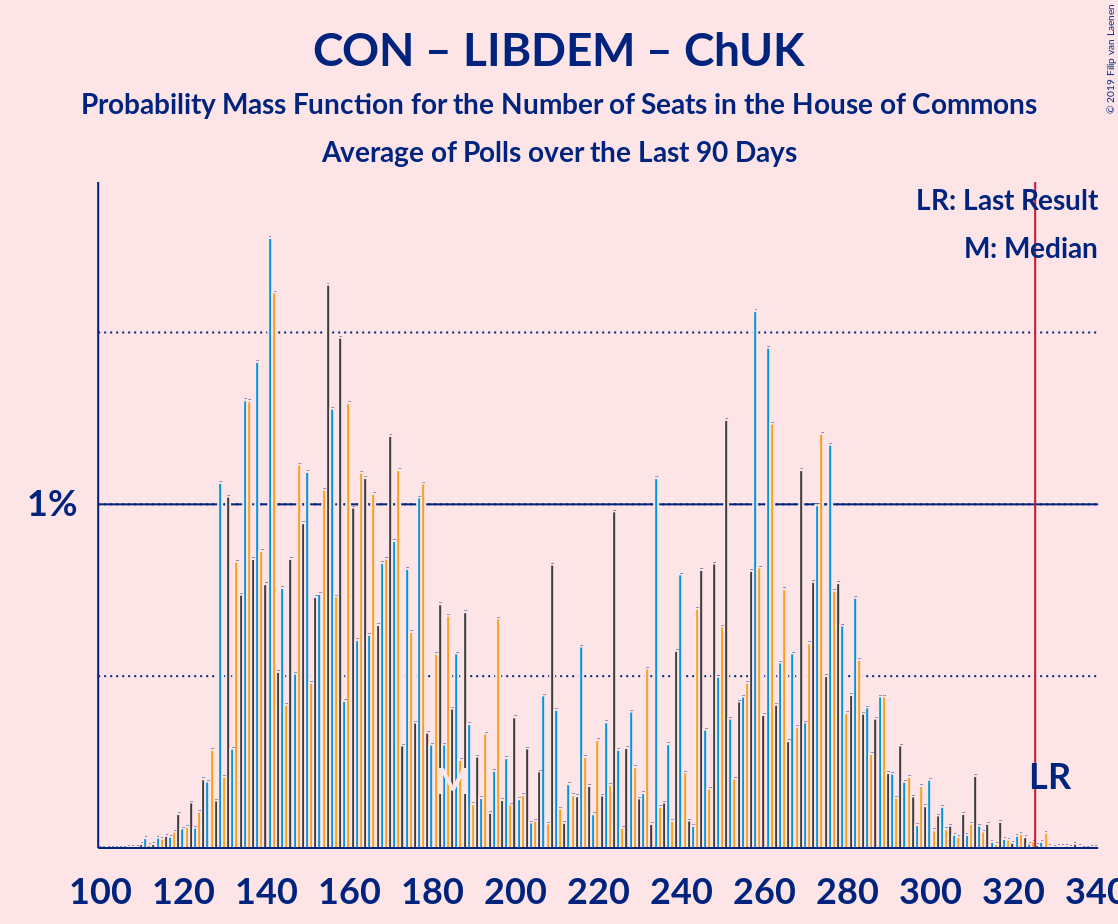 CON – LIBDEM – ChUK
Probability Mass Function for the Number of Seats in the House of Commons
Average of Polls over the Last 90 Days
© 2019 Filip van Laenen
LR: Last Result
M: Median
1%
M
LR
100 120 140 160 180 200 220 240 260 280 300 320 340